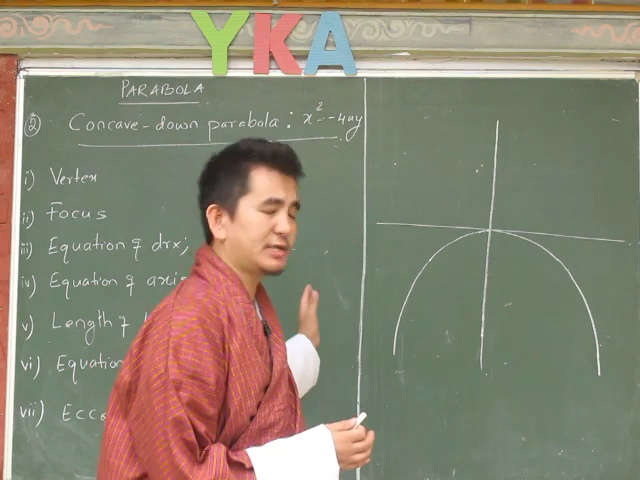 YKA
PARABOLA
② Concave-down parabola: x² = -4ay
i) Vertex
ii) Focus
iii) Equation of drx;
iv) Equation of axis
v) Length of
vi) Equation
vii)